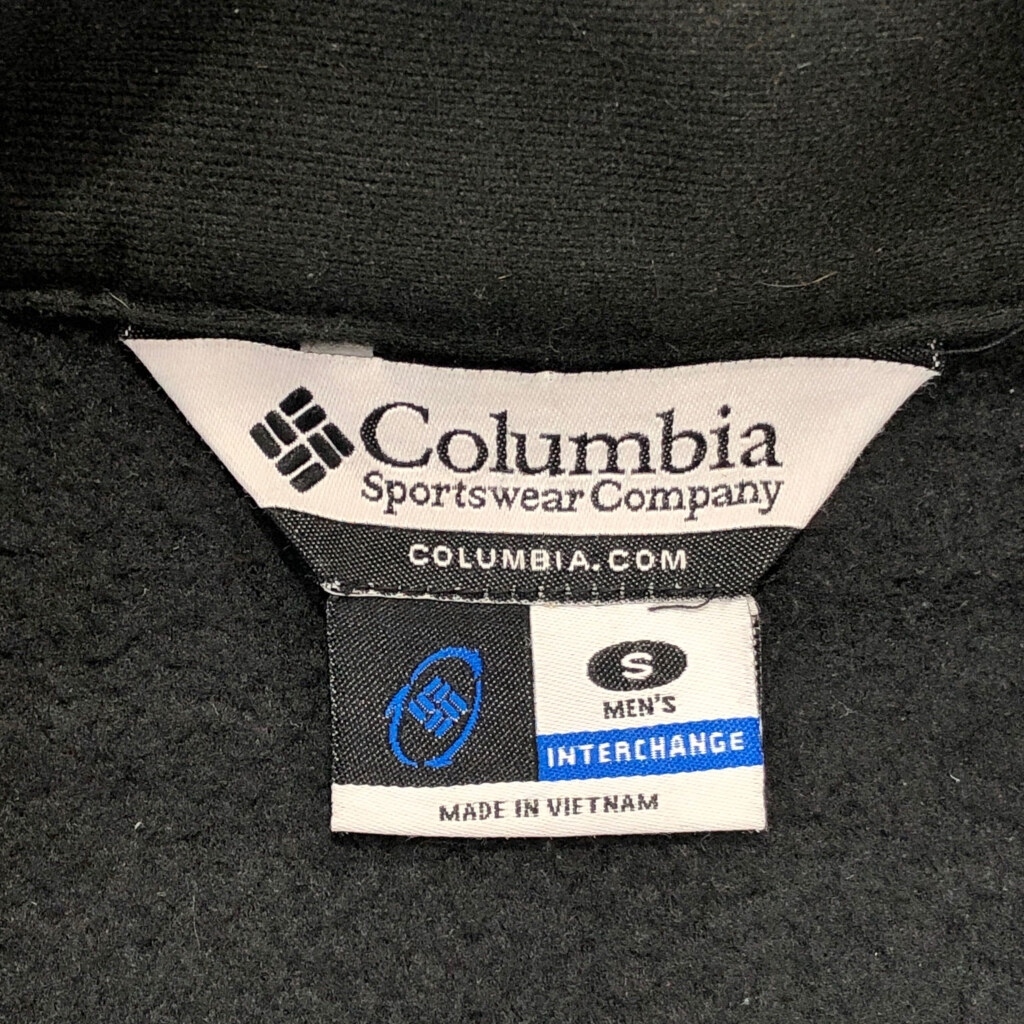 Columbia
Sportswear Company
COLUMBIA.COM
S
MEN'S
INTERCHANGE
MADE IN VIETNAM